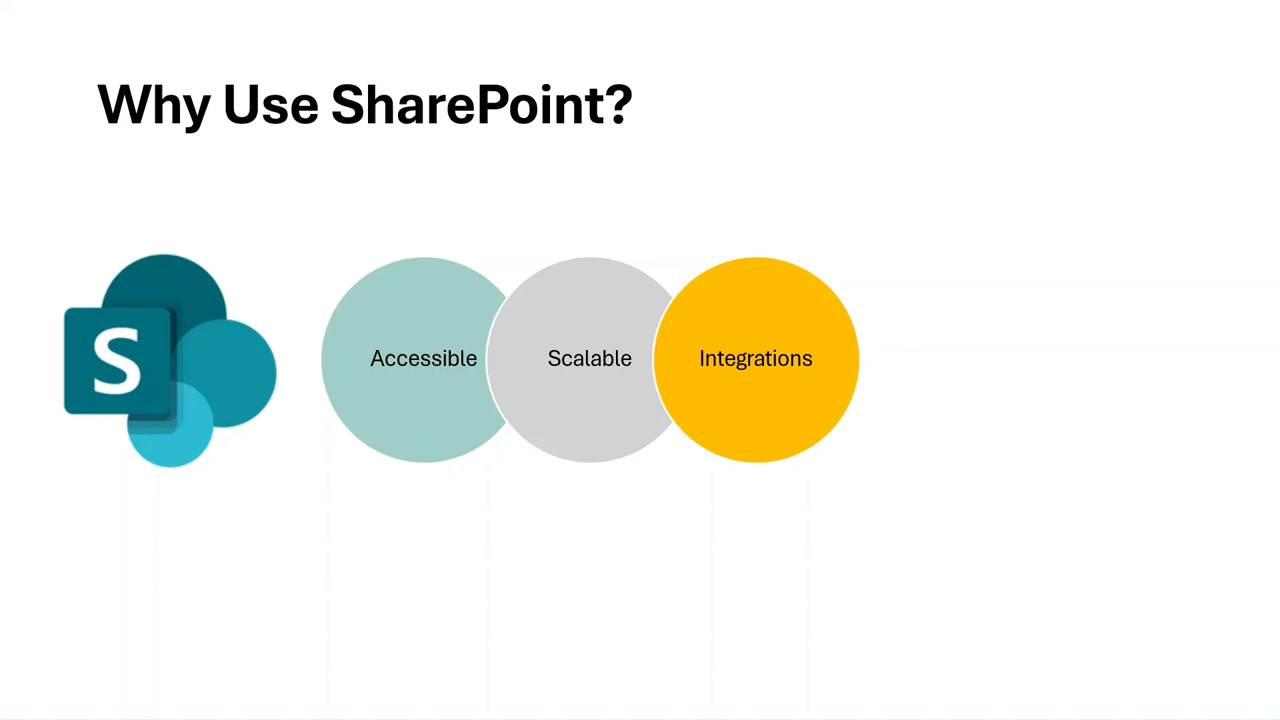 Why Use SharePoint?
S
Accessible
Scalable
Integrations